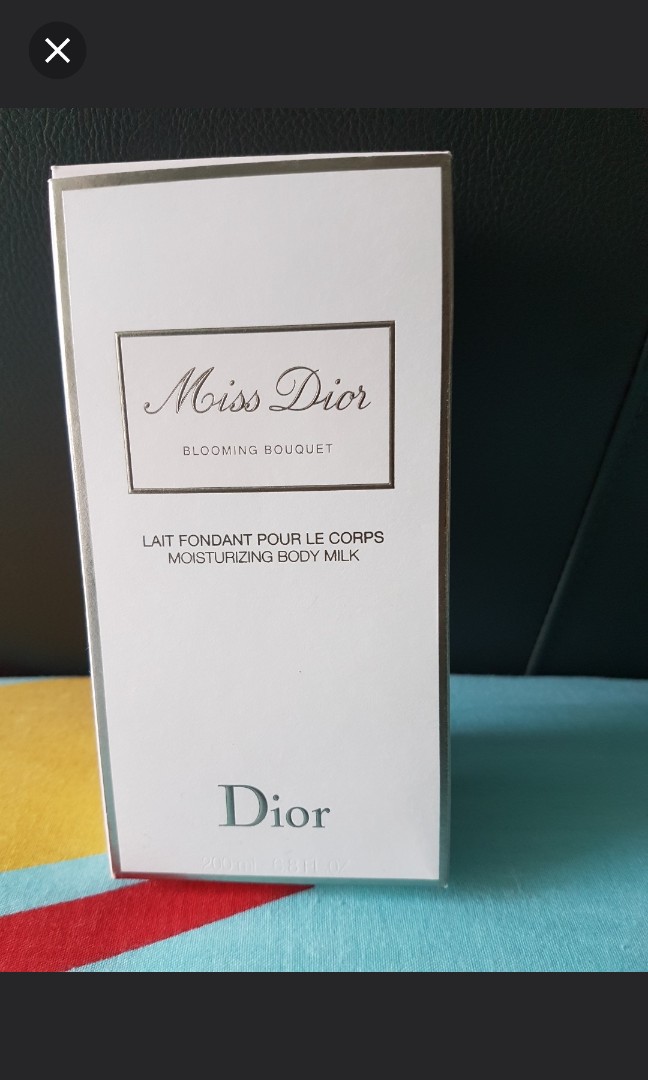 Miss Dior
BLOOMING BOUQUET
LAIT FONDANT POUR LE CORPS
MOISTURIZING BODY MILK
Dior